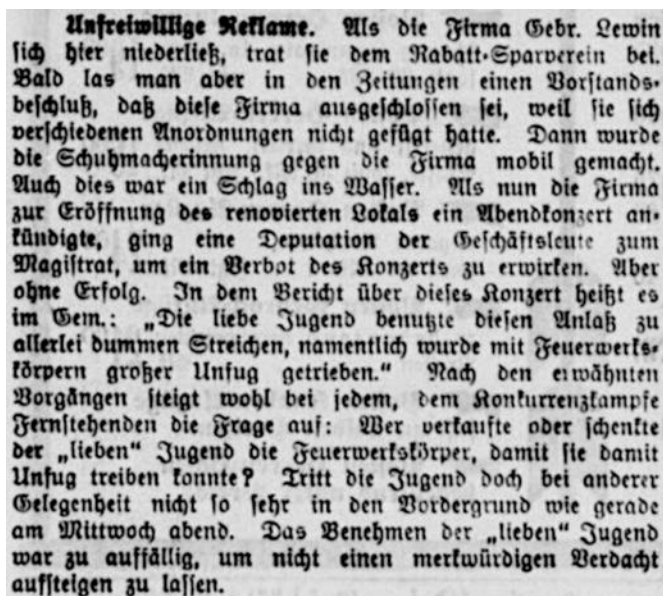 Unfreiwillige Reklame. Als die Firma Gebr. Lewin
sich hier niederließ, trat sie dem Rabatt-Sparverein bei.
Bald las man aber in den Zeitungen einen Vorstands-
beschluß, daß diese Firma ausgeschlossen sei, weil sie sich
verschiedenen Anordnungen nicht gefügt hatte. Dann wurde
die Schuhmacherinnung gegen die Firma mobil gemacht.
Auch dies war ein Schlag ins Wasser. Als nun die Firma
zur Eröffnung des renovierten Lokals ein Abendkonzert an-
kündigte, ging eine Deputation der Geschäftsleute zum
Magistrat, um ein Verbot des Konzerts zu erwirken. Aber
ohne Erfolg. In dem Bericht über dieses Konzert heißt es
im Gem.: „Die liebe Jugend benutzte diesen Anlaß zu
allerlei dummen Streichen, namentlich wurde mit Feuerwerks-
körpern großer Unfug getrieben.“ Nach den erwähnten
Vorgängen steigt wohl bei jedem, dem Konkurrenzkampfe
Fernstehenden die Frage auf: Wer verkaufte oder schenkte
der „lieben“ Jugend die Feuerwerkskörper, damit sie damit
Unfug treiben konnte? Tritt die Jugend doch bei anderer
Gelegenheit nicht so sehr in den Vordergrund wie gerade
am Mittwoch abend. Das Benehmen der „lieben“ Jugend
war zu auffällig, um nicht einen merkwürdigen Verdacht
aufsteigen zu lassen.